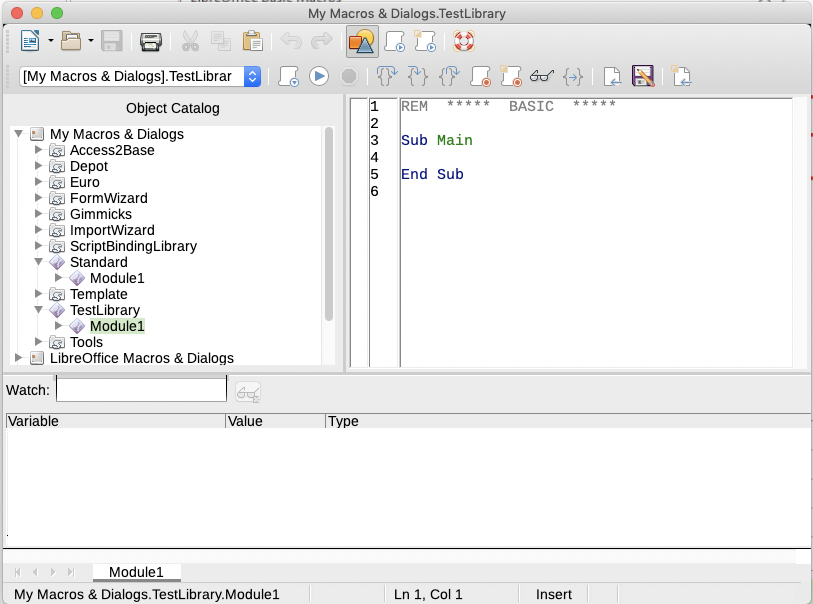 My Macros & Dialogs.TestLibrary
[My Macros & Dialogs].TestLibrar
Object Catalog
My Macros & Dialogs
Access2Base
Depot
Euro
FormWizard
Gimmicks
ImportWizard
ScriptBindingLibrary
Standard
Module1
Template
TestLibrary
Module1
Tools
LibreOffice Macros & Dialogs
1 REM ***** BASIC *****
2
3 Sub Main
4
5 End Sub
6
Watch:
Variable Value Type
Module1
My Macros & Dialogs.TestLibrary.Module1 Ln 1, Col 1 Insert